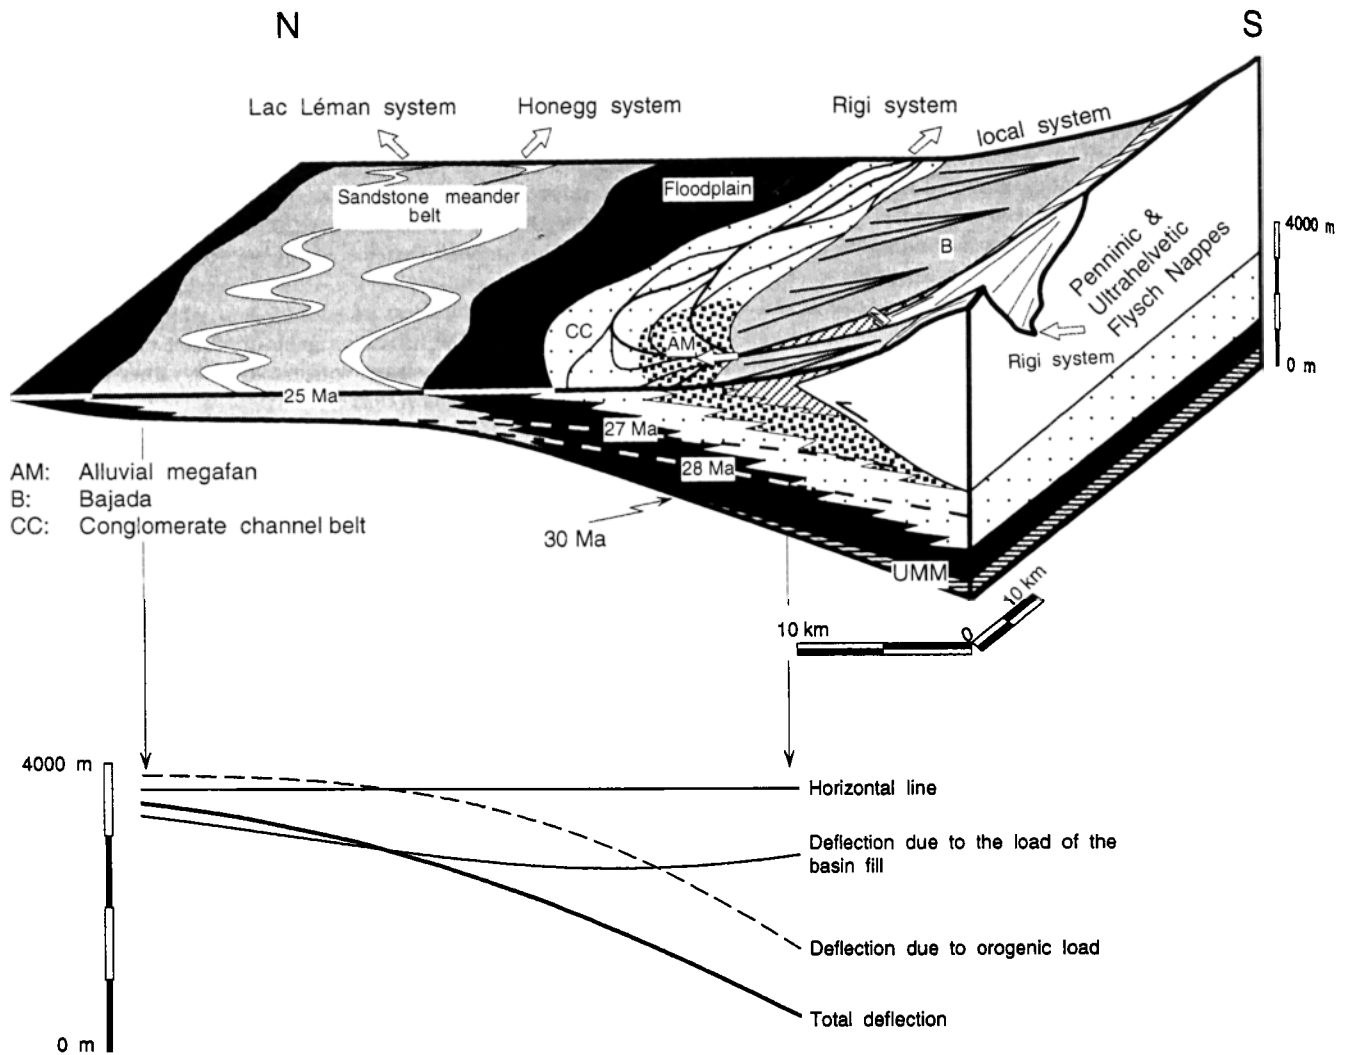 N
S
Lac Léman system
Honegg system
Rigi system
local system
Sandstone meander
belt
Floodplain
B
Penninic &
Ultrahelvetic
Flysch Nappes
4000 m
0 m
CC
AM
Rigi system
25 Ma
27 Ma
28 Ma
30 Ma
UMM
AM: Alluvial megafan
B: Bajada
CC: Conglomerate channel belt
10 km
0
10 km
4000 m
0 m
Horizontal line
Deflection due to the load of the
basin fill
Deflection due to orogenic load
Total deflection